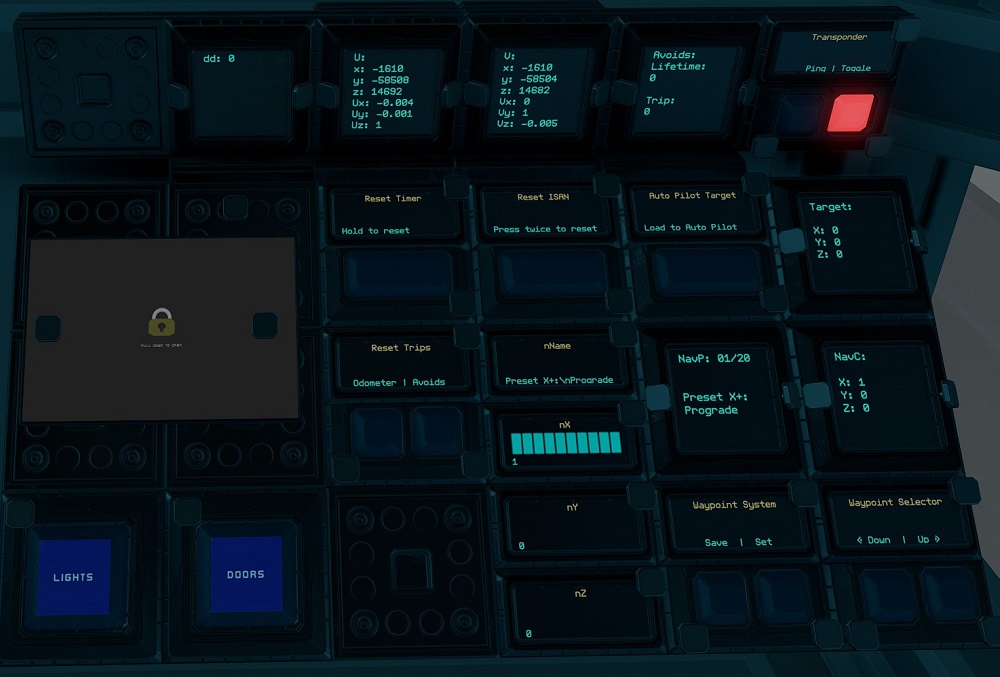 dd: 0
U:
x: -1610
y: -58508
z: 14692
Ux: -0.004
Uy: -0.001
Uz: 1
V:
x: -1610
y: -58504
z: 14682
Vx: 0
Vy: 1
Vz: -0.005
Avoids:
Lifetime:
0
Trip:
0
Transponder
Ping | Toggle
Reset Timer
Hold to reset
Reset ISAN
Press twice to reset
Auto Pilot Target
Load to Auto Pilot
Target:
X: 0
Y: 0
Z: 0
PULL DOWN TO OPEN
Reset Trips
Odometer | Avoids
nName
Preset X+:\nPrograde
nX
1
NavP: 01/20
Preset X+:
Prograde
NavC:
X: 1
Y: 0
Z: 0
LIGHTS
DOORS
nY
0
nZ
0
Waypoint System
Save | Set
Waypoint Selector
« Down | Up »